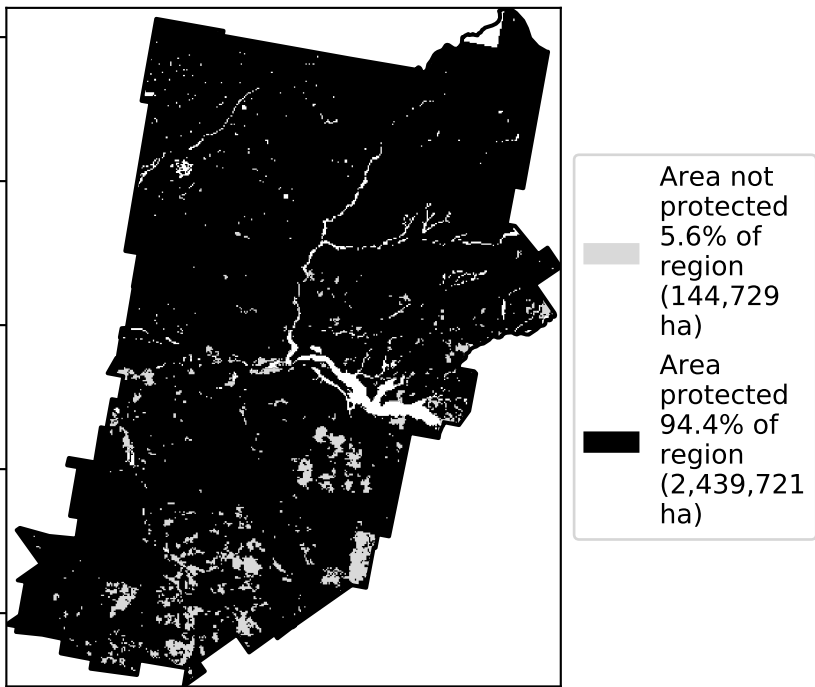 Area not
protected
5.6% of
region
(144,729
ha)
Area
protected
94.4% of
region
(2,439,721
ha)